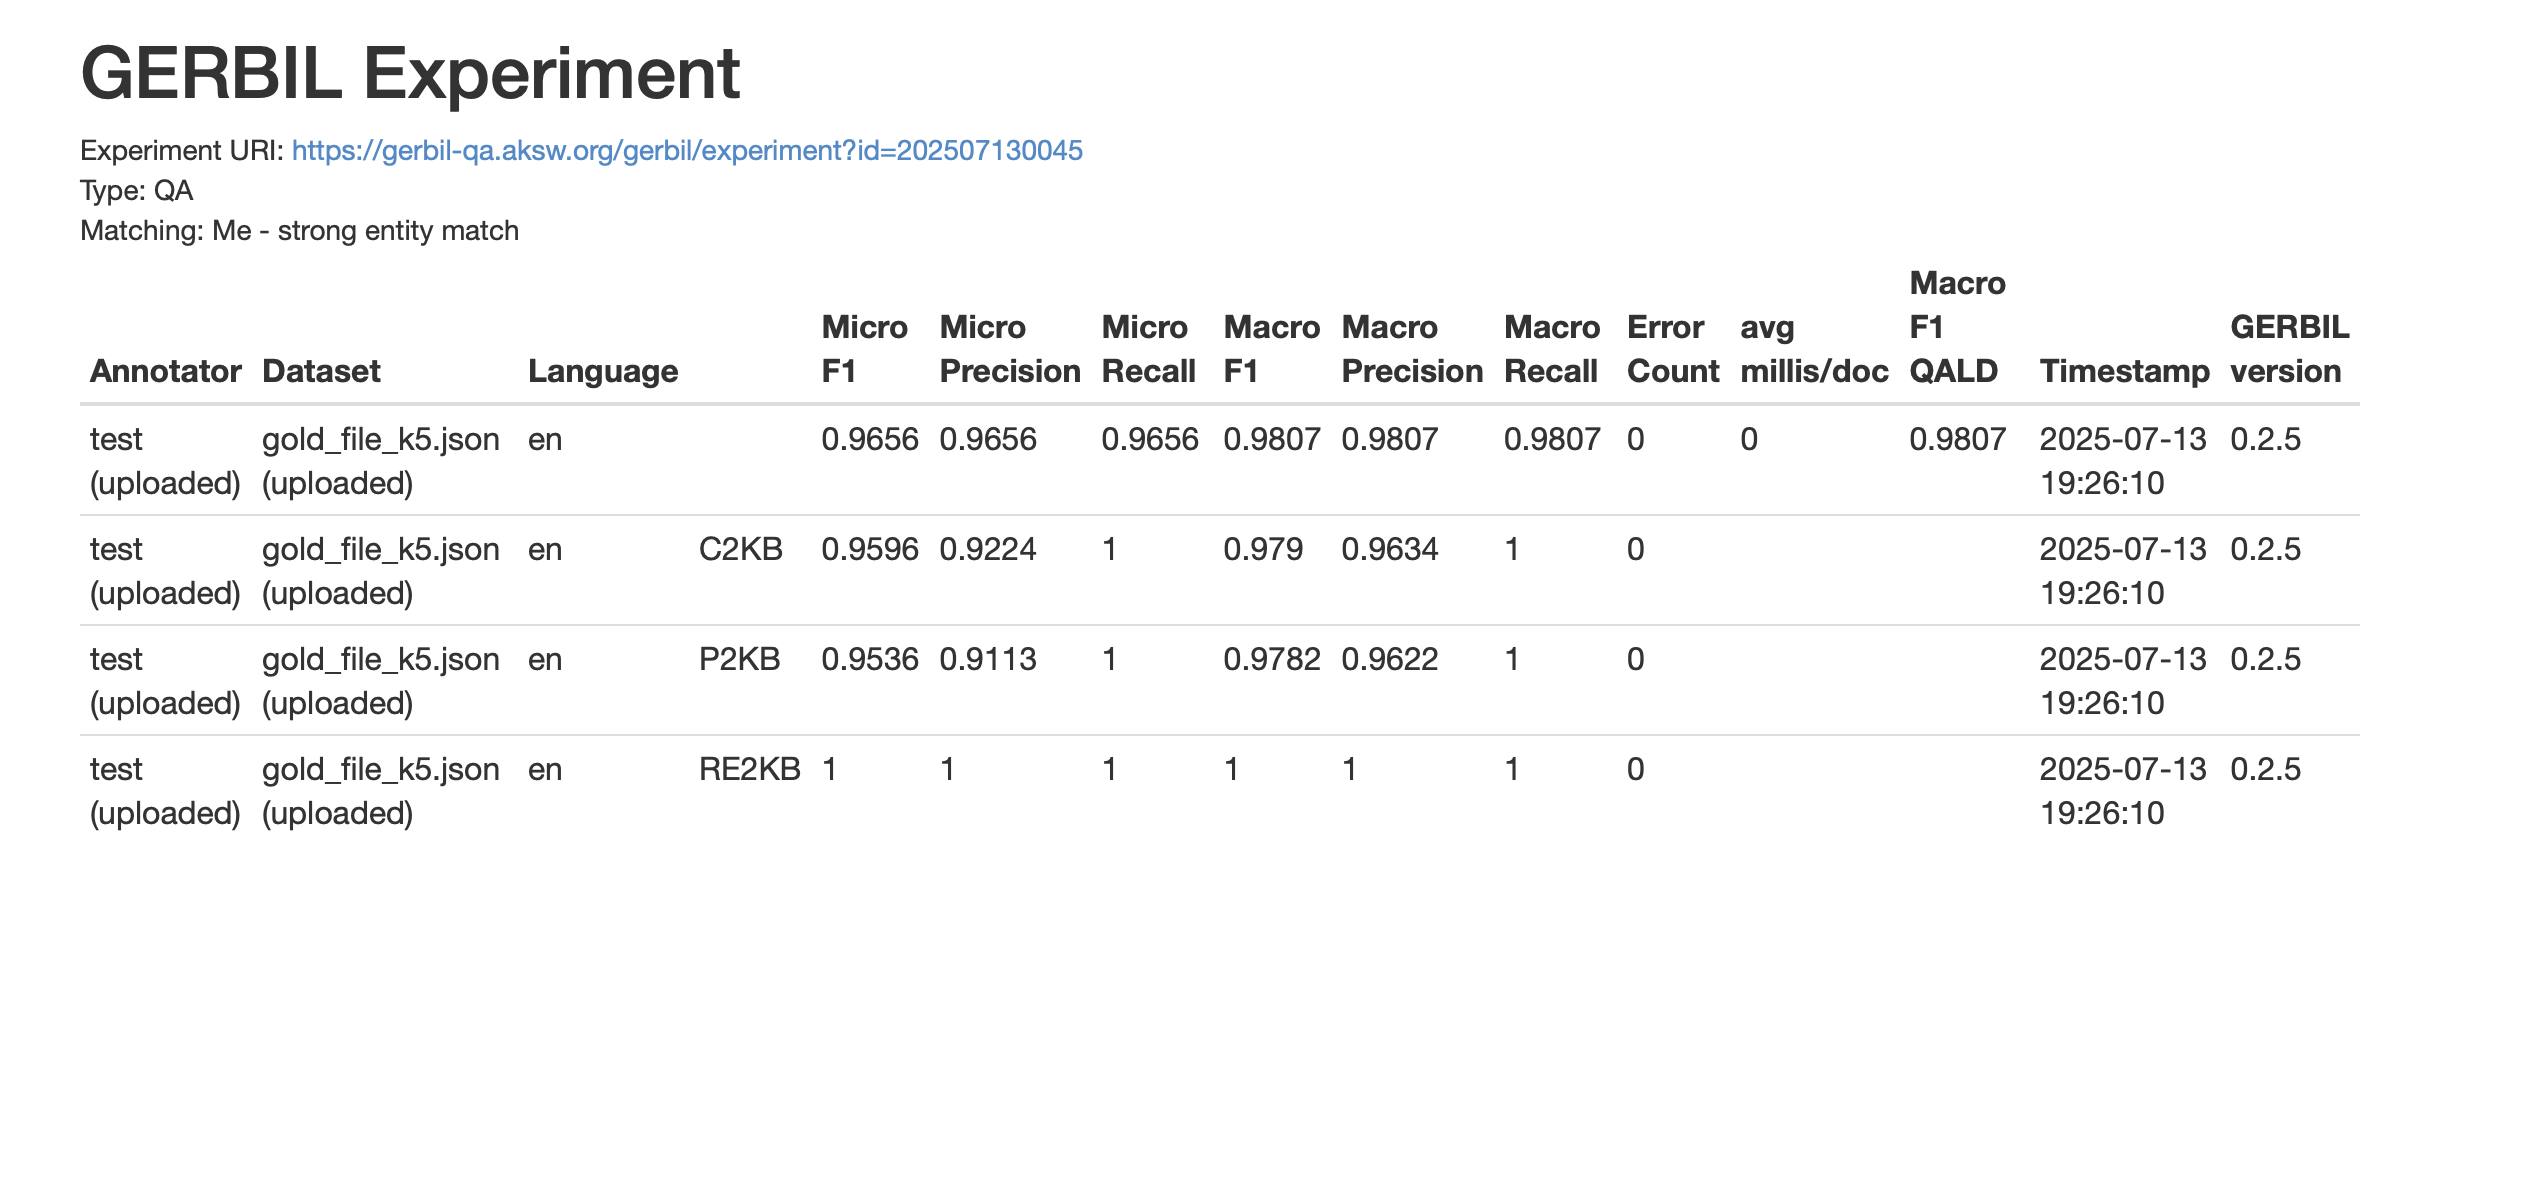 GERBIL Experiment
Experiment URI: https://gerbil-qa.aksw.org/gerbil/experiment?id=202507130045
Type: QA
Matching: Me - strong entity match
Annotator Dataset Language Micro F1 Micro Precision Micro Recall Macro F1 Macro Precision Macro Recall Error Count avg millis/doc Macro F1 QALD Timestamp GERBIL version
test (uploaded) gold_file_k5.json (uploaded) en 0.9656 0.9656 0.9656 0.9807 0.9807 0.9807 0 0 0.9807 2025-07-13 19:26:10 0.2.5
test (uploaded) gold_file_k5.json (uploaded) en C2KB 0.9596 0.9224 1 0.979 0.9634 1 0 2025-07-13 19:26:10 0.2.5
test (uploaded) gold_file_k5.json (uploaded) en P2KB 0.9536 0.9113 1 0.9782 0.9622 1 0 2025-07-13 19:26:10 0.2.5
test (uploaded) gold_file_k5.json (uploaded) en RE2KB 1 1 1 1 1 1 0 2025-07-13 19:26:10 0.2.5